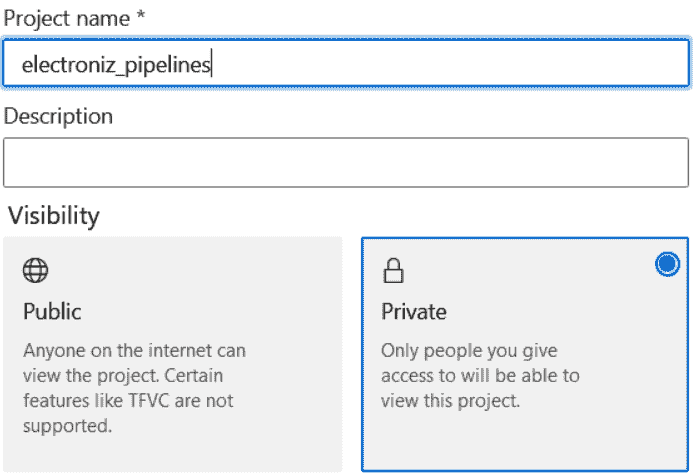 Project name *
electroniz_pipelines
Description
Visibility
Public
Anyone on the internet can
view the project. Certain
features like TFVC are not
supported.
Private
Only people you give
access to will be able to
view this project.